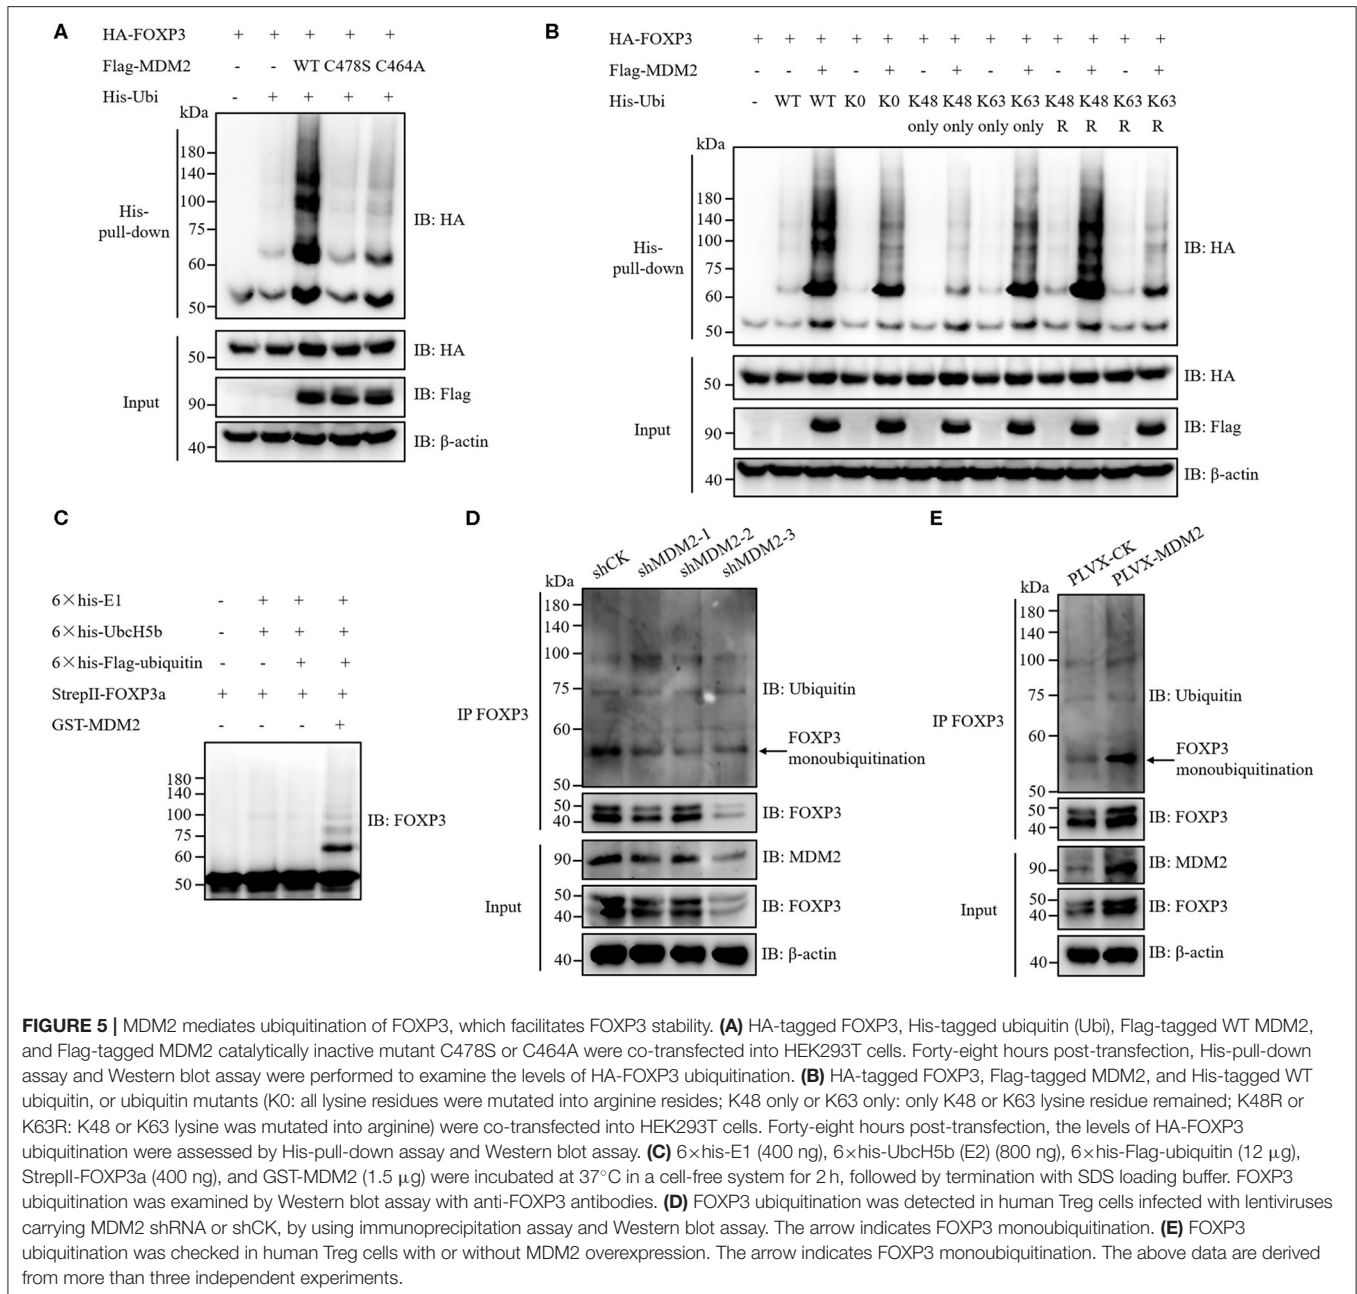 A
HA-FOXP3 + + + + +
Flag-MDM2 - - WT C478S C464A
His-Ubi - + + + +
kDa
180
140
100
75
60
50
His-
pull-down
IB: HA
50
IB: HA
Input
90
IB: Flag
40
IB: β-actin
B
HA-FOXP3 + + + + + + + + + + + + +
Flag-MDM2 - - + - + - + - + - + - +
His-Ubi - WT WT K0 K0 K48 K48 K63 K63 K48 K48 K63 K63
only only only only R R R R
kDa
180
140
100
75
60
50
His-
pull-down
IB: HA
50
IB: HA
Input
90
IB: Flag
40
IB: β-actin
C
6×his-E1 - + + +
6×his-UbcH5b - + + +
6×his-Flag-ubiquitin - - + +
StrepII-FOXP3a + + + +
GST-MDM2 - - - +
180
140
100
75
60
50
IB: FOXP3
D
shCK shMDM2-1 shMDM2-2 shMDM2-3
kDa
180
140
100
75
60
50
IP FOXP3
IB: Ubiquitin
FOXP3
monoubiquitination
50
40
IB: FOXP3
90
IB: MDM2
Input
50
40
IB: FOXP3
40
IB: β-actin
E
PLVX-CK PLVX-MDM2
kDa
180
140
100
75
60
50
IP FOXP3
IB: Ubiquitin
FOXP3
monoubiquitination
50
40
IB: FOXP3
90
IB: MDM2
Input
50
40
IB: FOXP3
40
IB: β-actin
FIGURE 5 | MDM2 mediates ubiquitination of FOXP3, which facilitates FOXP3 stability. (A) HA-tagged FOXP3, His-tagged ubiquitin (Ubi), Flag-tagged WT MDM2,
and Flag-tagged MDM2 catalytically inactive mutant C478S or C464A were co-transfected into HEK293T cells. Forty-eight hours post-transfection, His-pull-down
assay and Western blot assay were performed to examine the levels of HA-FOXP3 ubiquitination. (B) HA-tagged FOXP3, Flag-tagged MDM2, and His-tagged WT
ubiquitin, or ubiquitin mutants (K0: all lysine residues were mutated into arginine resides; K48 only or K63 only: only K48 or K63 lysine residue remained; K48R or
K63R: K48 or K63 lysine was mutated into arginine) were co-transfected into HEK293T cells. Forty-eight hours post-transfection, the levels of HA-FOXP3
ubiquitination were assessed by His-pull-down assay and Western blot assay. (C) 6×his-E1 (400 ng), 6×his-UbcH5b (E2) (800 ng), 6×his-Flag-ubiquitin (12 μg),
StrepII-FOXP3a (400 ng), and GST-MDM2 (1.5 μg) were incubated at 37°C in a cell-free system for 2 h, followed by termination with SDS loading buffer. FOXP3
ubiquitination was examined by Western blot assay with anti-FOXP3 antibodies. (D) FOXP3 ubiquitination was detected in human Treg cells infected with lentiviruses
carrying MDM2 shRNA or shCK, by using immunoprecipitation assay and Western blot assay. The arrow indicates FOXP3 monoubiquitination. (E) FOXP3
ubiquitination was checked in human Treg cells with or without MDM2 overexpression. The arrow indicates FOXP3 monoubiquitination. The above data are derived
from more than three independent experiments.